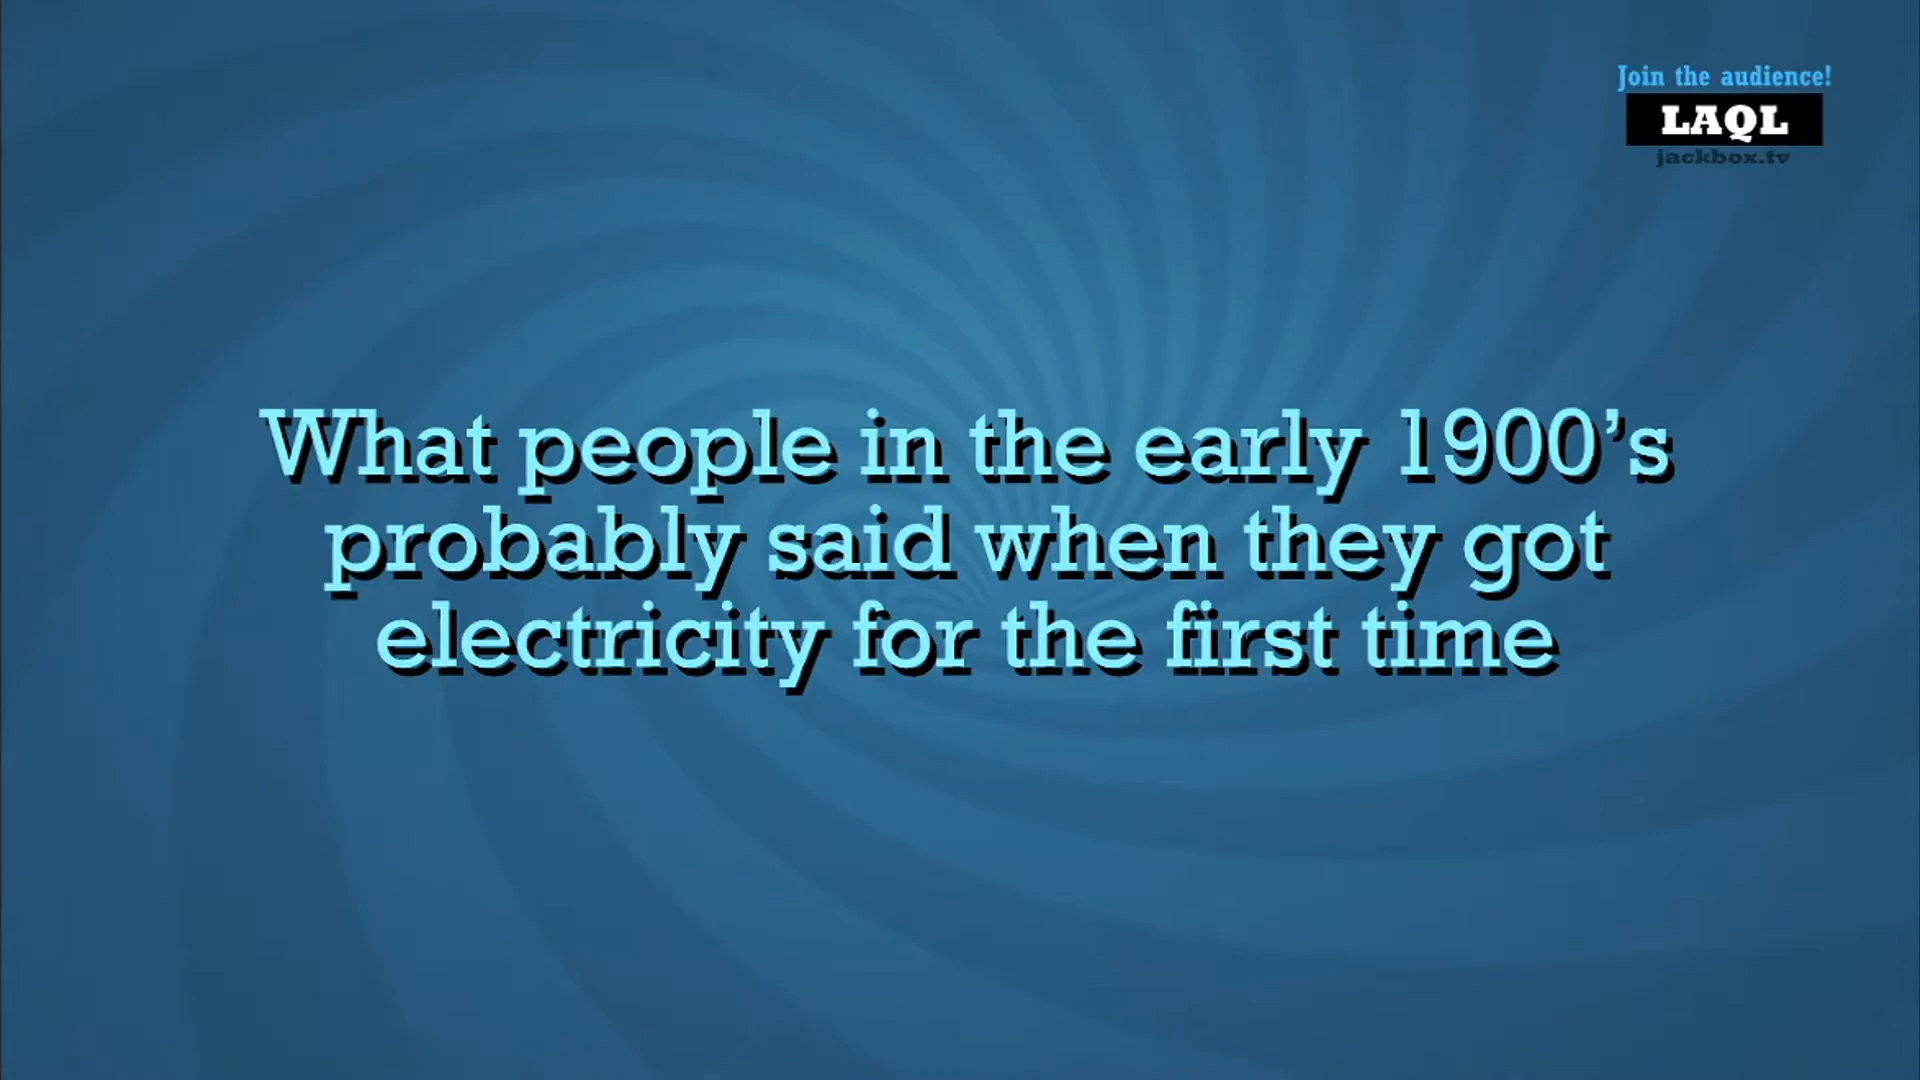 Join the audience!
LAQL
jackbox.tv
What people in the early 1900’s
probably said when they got
electricity for the first time